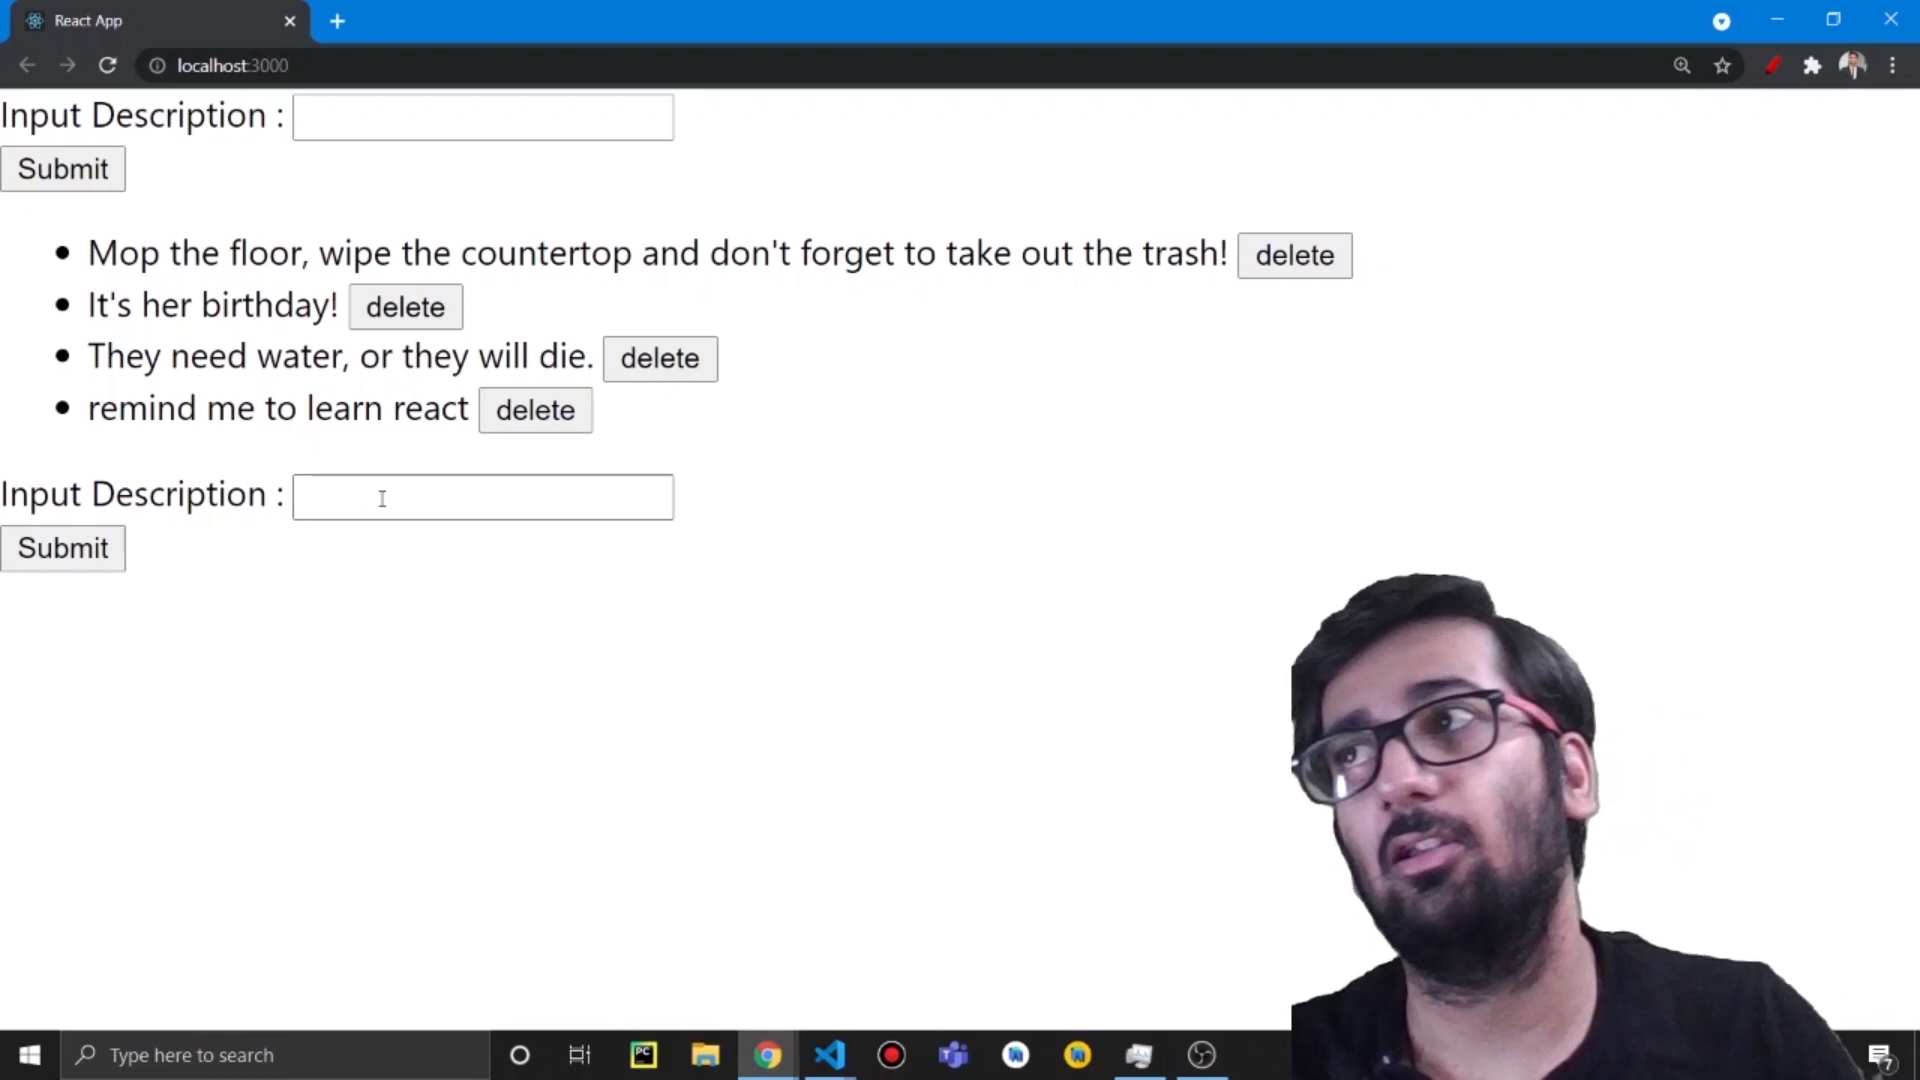 React App
localhost:3000
Input Description :
Submit
Mop the floor, wipe the countertop and don't forget to take out the trash! delete
It's her birthday! delete
They need water, or they will die. delete
remind me to learn react delete
Input Description :
Submit
Type here to search
PC
7